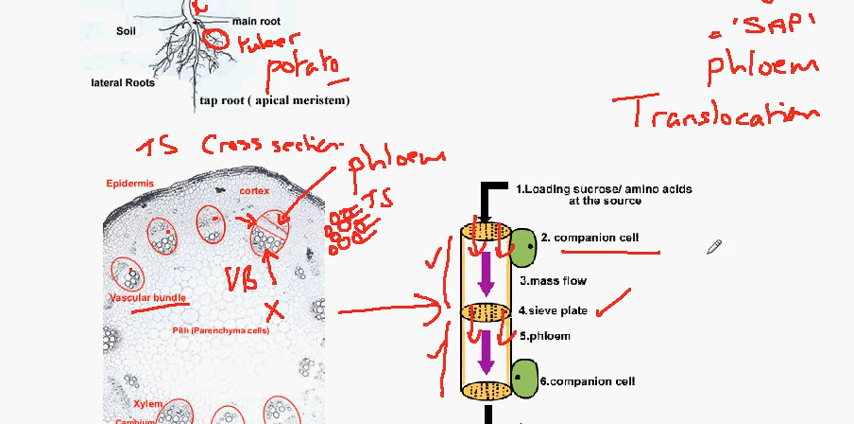 main root
Soil
tuber
potato
lateral Roots
tap root ( apical meristem)
= 'SAP'
phloem
Translocation
TS Cross section
phloem
TS
Epidermis
cortex
VB
Vascular bundle
X
Pith (Parenchyma cells)
Xylem
Cambium
1.Loading sucrose/ amino acids
at the source
2. companion cell
3.mass flow
4.sieve plate
5.phloem
6.companion cell